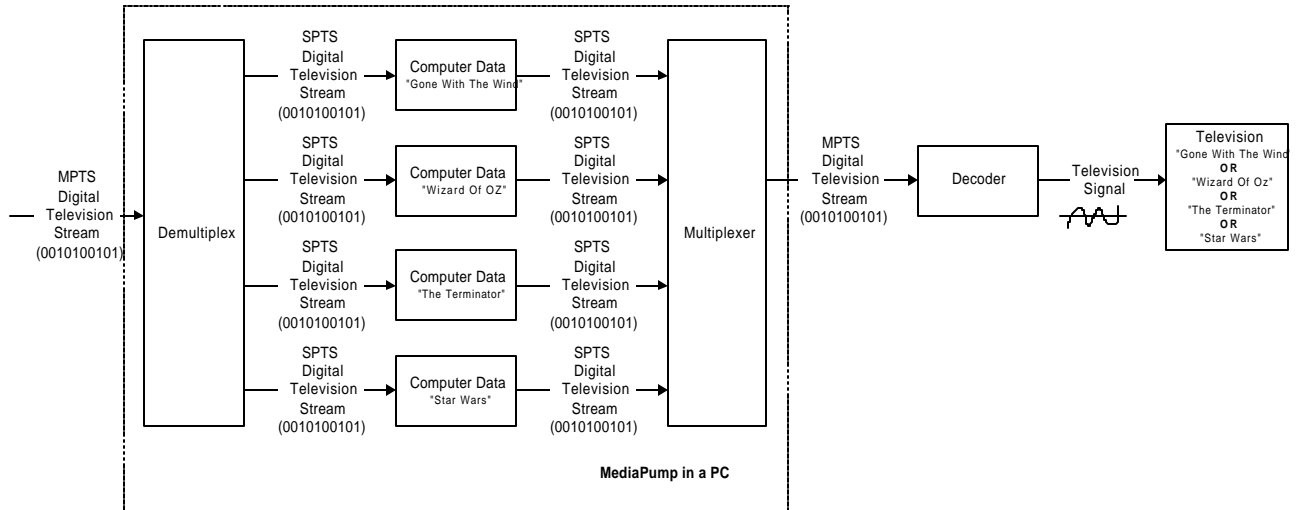 MPTS
Digital
Television
Stream
(0010100101)
Demultiplex
SPTS
Digital
Television
Stream
(0010100101)
Computer Data
"Gone With The Wind"
SPTS
Digital
Television
Stream
(0010100101)
SPTS
Digital
Television
Stream
(0010100101)
Computer Data
"Wizard Of OZ"
SPTS
Digital
Television
Stream
(0010100101)
SPTS
Digital
Television
Stream
(0010100101)
Computer Data
"The Terminator"
SPTS
Digital
Television
Stream
(0010100101)
SPTS
Digital
Television
Stream
(0010100101)
Computer Data
"Star Wars"
SPTS
Digital
Television
Stream
(0010100101)
Multiplexer
MediaPump in a PC
MPTS
Digital
Television
Stream
(0010100101)
Decoder
Television
Signal
Television
"Gone With The Wind'
OR
"Wizard Of Oz"
OR
"The Terminator"
OR
"Star Wars"